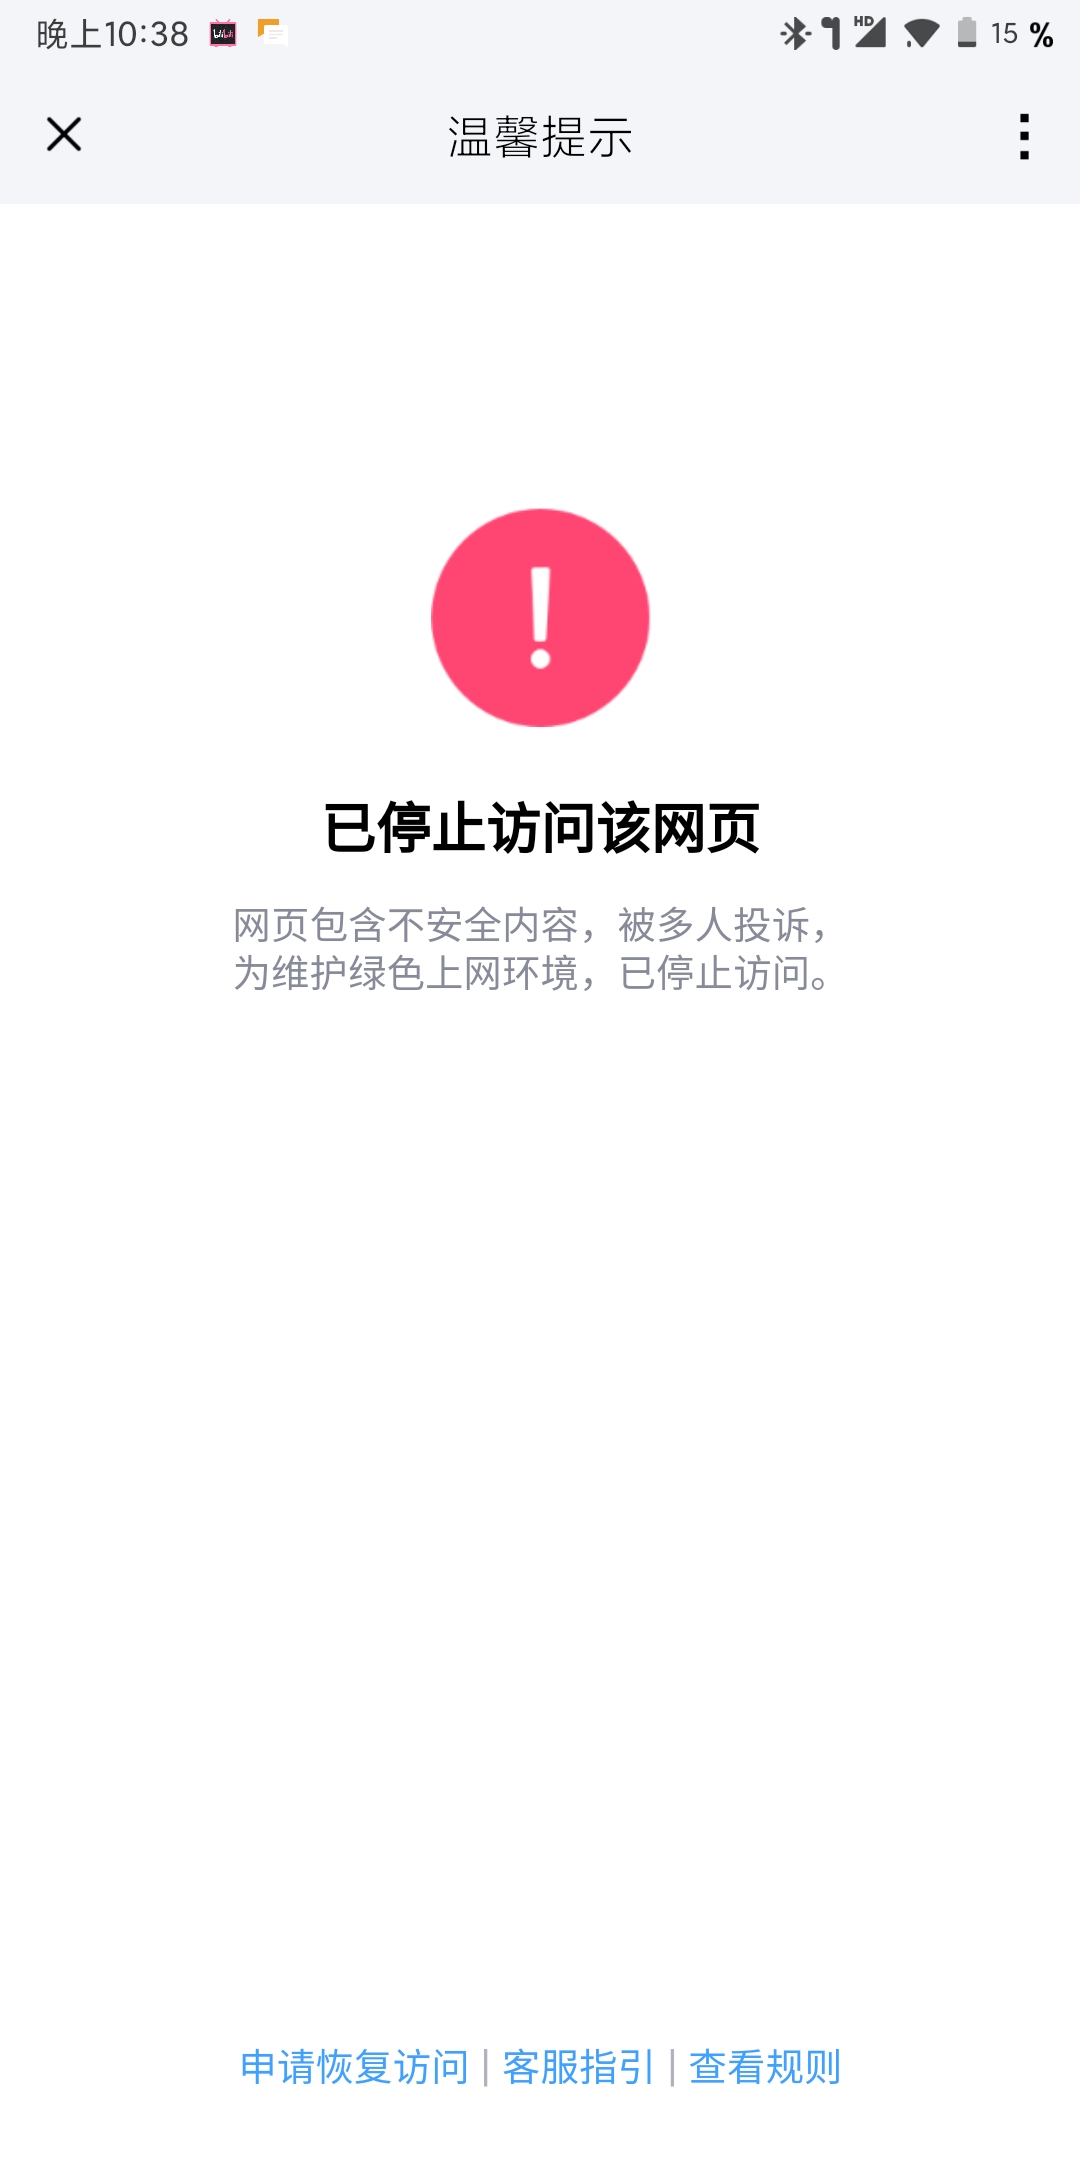 晚上10:38
HD
15 %
温馨提示
已停止访问该网页
网页包含不安全内容，被多人投诉，
为维护绿色上网环境，已停止访问。
申请恢复访问 | 客服指引 | 查看规则